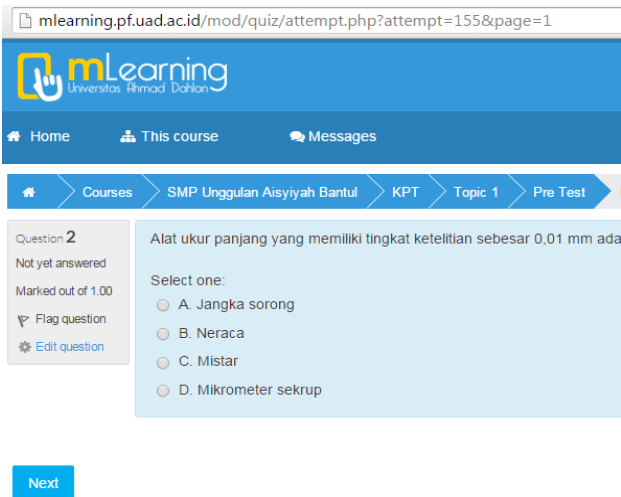 mlearning.pf.uad.ac.id/mod/quiz/attempt.php?attempt=155&page=1
mLearning
Universitas Ahmad Dahlan
Home This course Messages
Courses SMP Unggulan Aisyiyah Bantul KPT Topic 1 Pre Test
Question 2
Not yet answered
Marked out of 1.00
Flag question
Edit question
Alat ukur panjang yang memiliki tingkat ketelitian sebesar 0,01 mm ada
Select one:
A. Jangka sorong
B. Neraca
C. Mistar
D. Mikrometer sekrup
Next